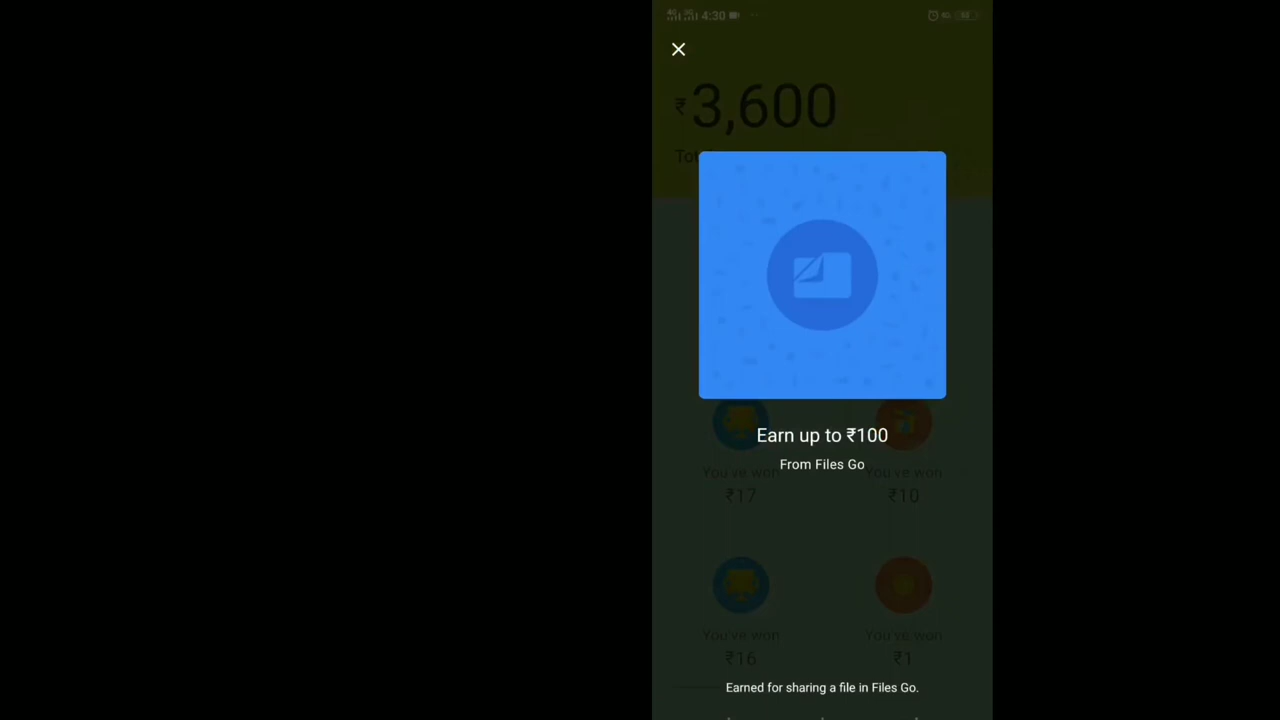 4:30
₹3,600
Earn up to ₹100
From Files Go
You've won
You've won
₹17
₹10
You've won
You've won
₹16
₹1
Earned for sharing a file in Files Go.